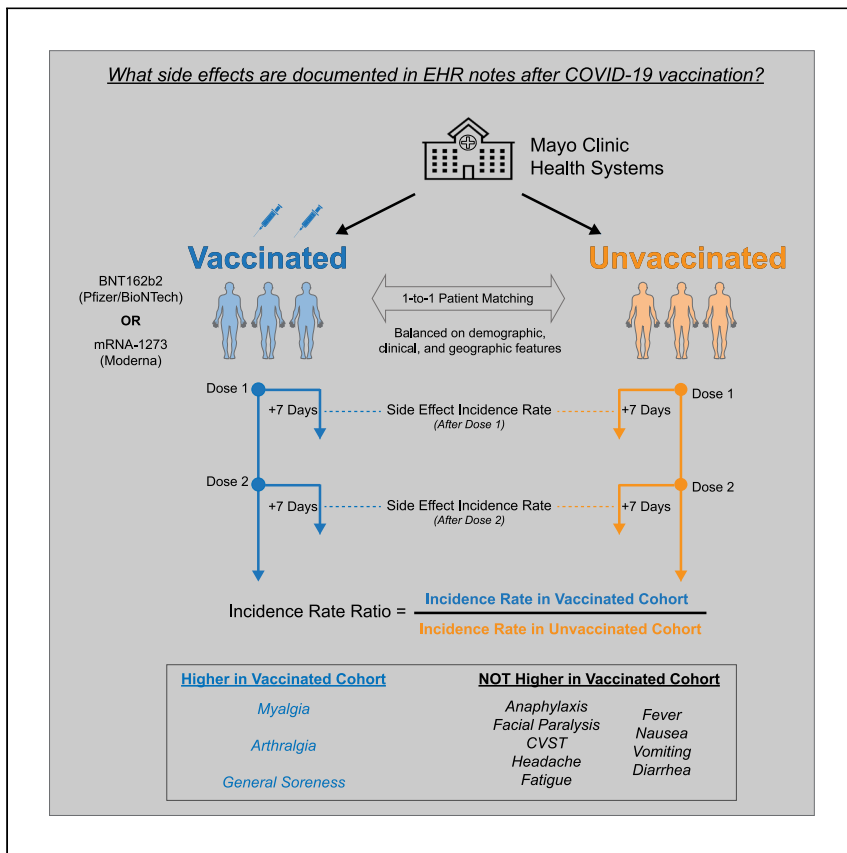 What side effects are documented in EHR notes after COVID-19 vaccination?
Mayo Clinic
Health Systems
Vaccinated
Unvaccinated
BNT162b2
(Pfizer/BioNTech)
OR
mRNA-1273
(Moderna)
1-to-1 Patient Matching
Balanced on demographic,
clinical, and geographic features
Dose 1
+7 Days
Side Effect Incidence Rate
(After Dose 1)
+7 Days
Dose 1
Dose 2
+7 Days
Side Effect Incidence Rate
(After Dose 2)
+7 Days
Dose 2
Incidence Rate Ratio =
Incidence Rate in Vaccinated Cohort
Incidence Rate in Unvaccinated Cohort
Higher in Vaccinated Cohort
Myalgia
Arthralgia
General Soreness
NOT Higher in Vaccinated Cohort
Anaphylaxis
Facial Paralysis
CVST
Headache
Fatigue
Fever
Nausea
Vomiting
Diarrhea